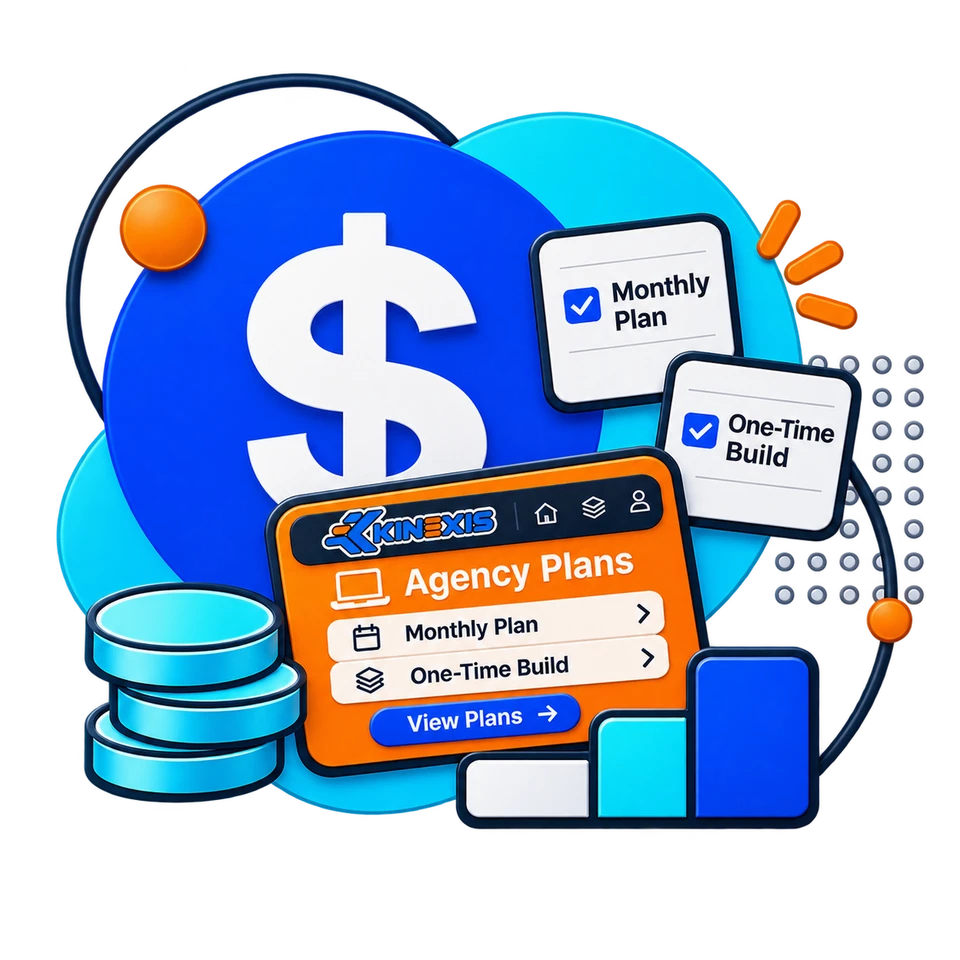 $
Monthly
Plan
One-Time
Build
KINEXIS
Agency Plans
Monthly Plan
One-Time Build
View Plans